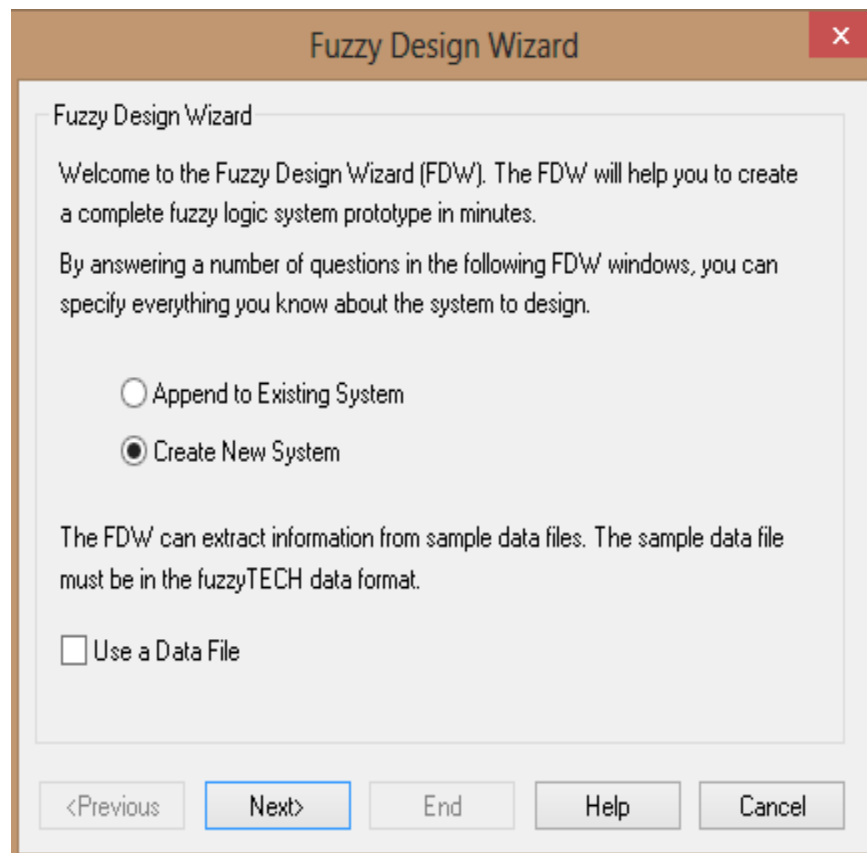 Fuzzy Design Wizard
x
Fuzzy Design Wizard
Welcome to the Fuzzy Design Wizard (FDW). The FDW will help you to create
a complete fuzzy logic system prototype in minutes.
By answering a number of questions in the following FDW windows, you can
specify everything you know about the system to design.
Append to Existing System
Create New System
The FDW can extract information from sample data files. The sample data file
must be in the fuzzyTECH data format.
Use a Data File
<Previous Next> End Help Cancel